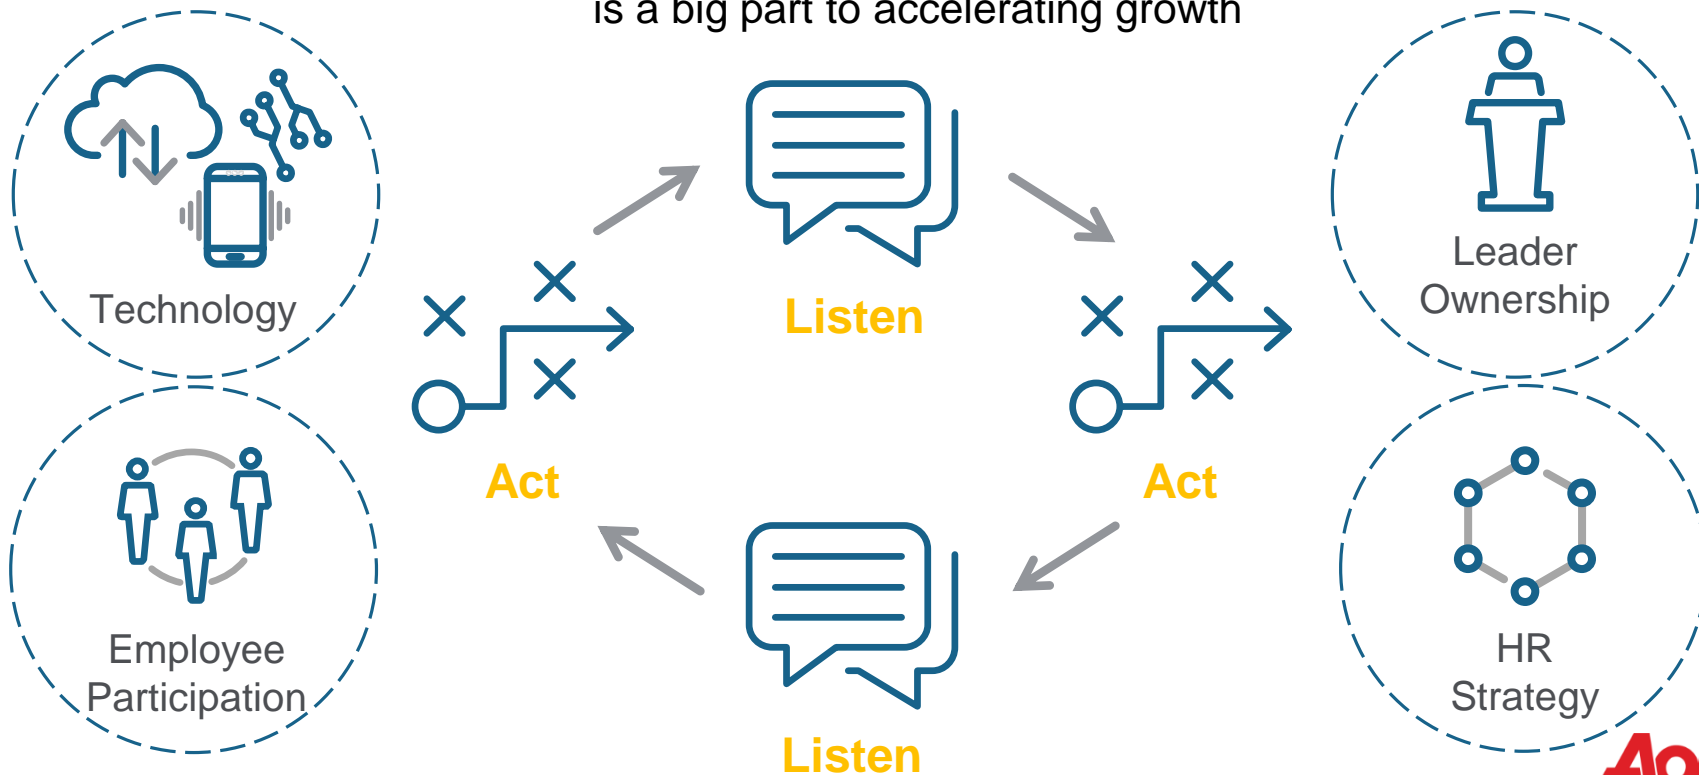 is a big part to accelerating growth
Technology
Listen
Leader
Ownership
Act
Act
Employee
Participation
HR
Strategy
Listen